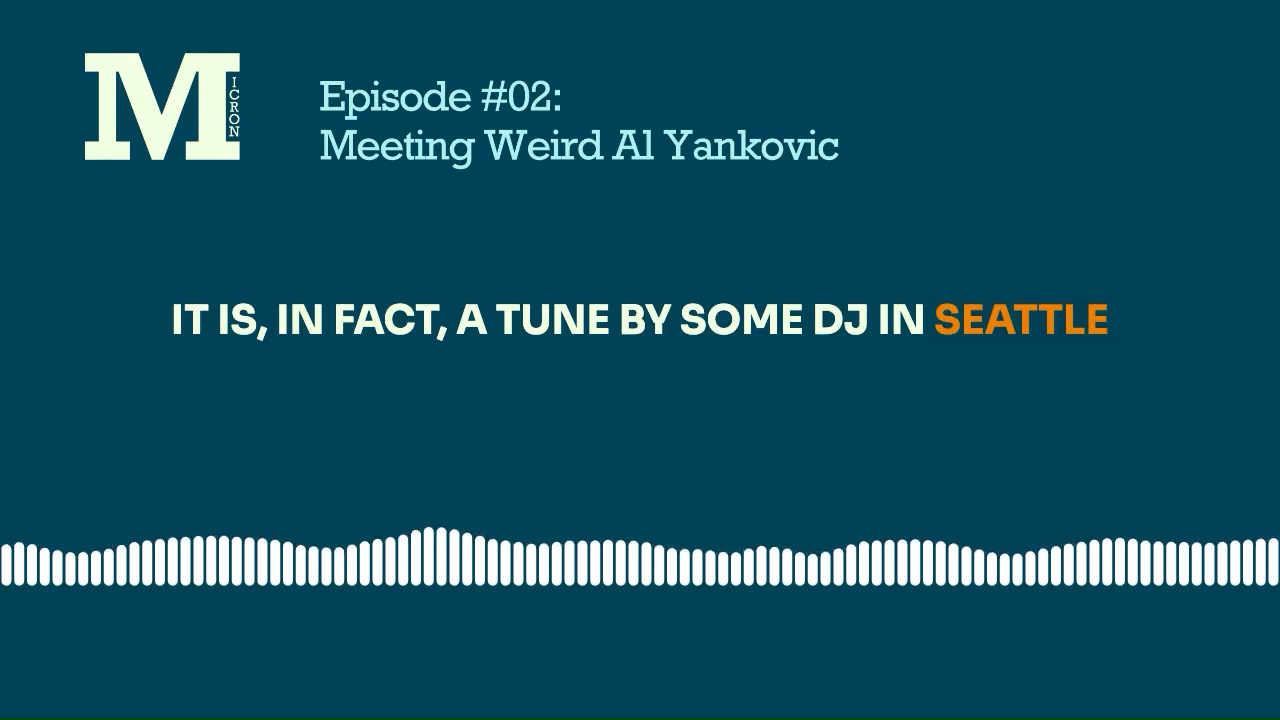 M
ICRON
Episode #02:
Meeting Weird Al Yankovic
IT IS, IN FACT, A TUNE BY SOME DJ IN SEATTLE